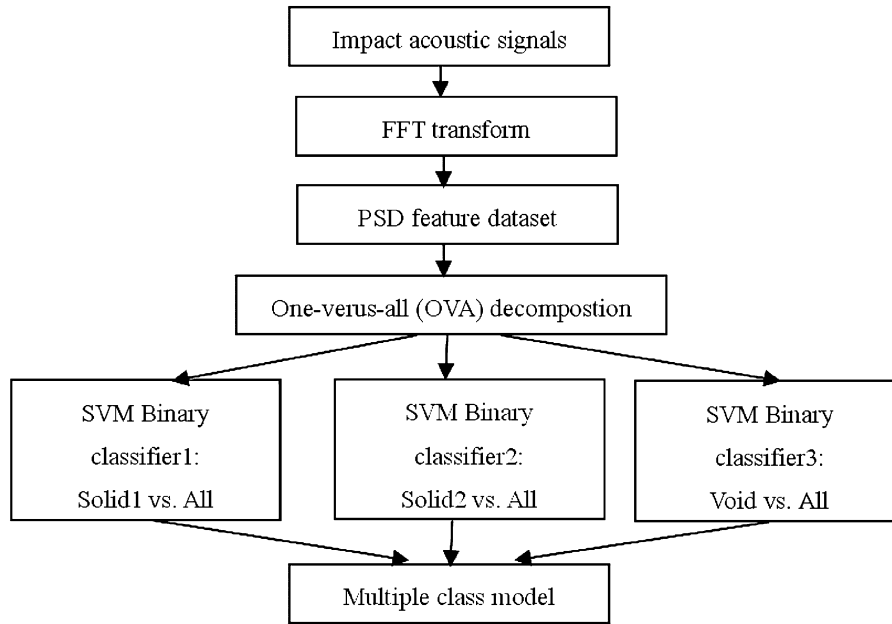 Impact acoustic signals
FFT transform
PSD feature dataset
One-verus-all (OVA) decompostion
SVM Binary
classifier1:
Solid1 vs. All
SVM Binary
classifier2:
Solid2 vs. All
SVM Binary
classifier3:
Void vs. All
Multiple class model